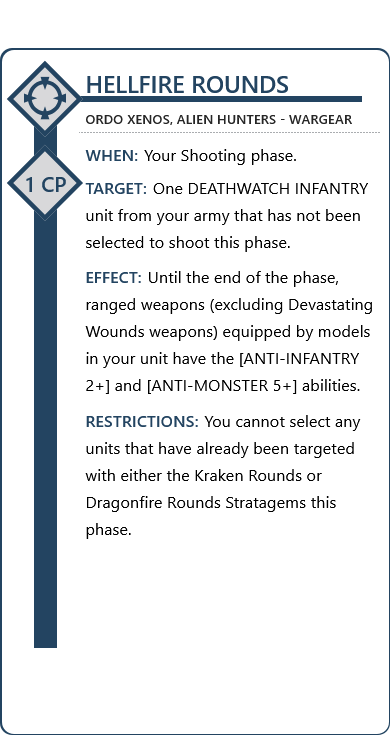 HELLFIRE ROUNDS
ORDO XENOS, ALIEN HUNTERS - WARGEAR
1 CP
WHEN: Your Shooting phase.
TARGET: One DEATHWATCH INFANTRY
unit from your army that has not been
selected to shoot this phase.
EFFECT: Until the end of the phase,
ranged weapons (excluding Devastating
Wounds weapons) equipped by models
in your unit have the [ANTI-INFANTRY
2+] and [ANTI-MONSTER 5+] abilities.
RESTRICTIONS: You cannot select any
units that have already been targeted
with either the Kraken Rounds or
Dragonfire Rounds Stratagems this
phase.